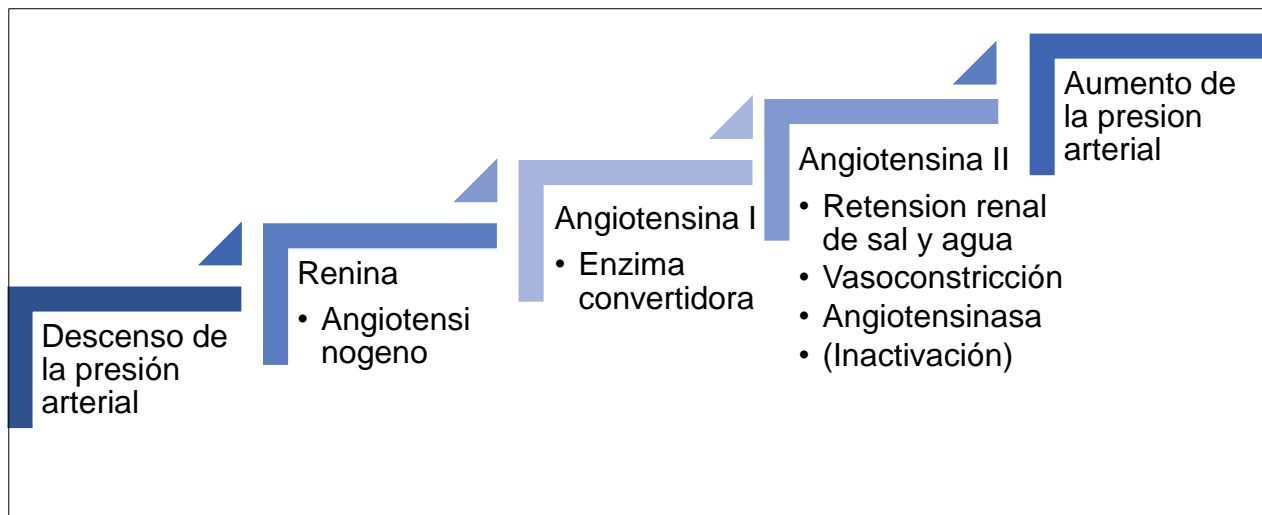 Descenso de
la presión
arterial
Renina
• Angiotensi
nogeno
Angiotensina I
• Enzima
convertidora
Angiotensina II
• Retension renal
de sal y agua
• Vasoconstricción
• Angiotensinasa
• (Inactivación)
Aumento de
la presion
arterial